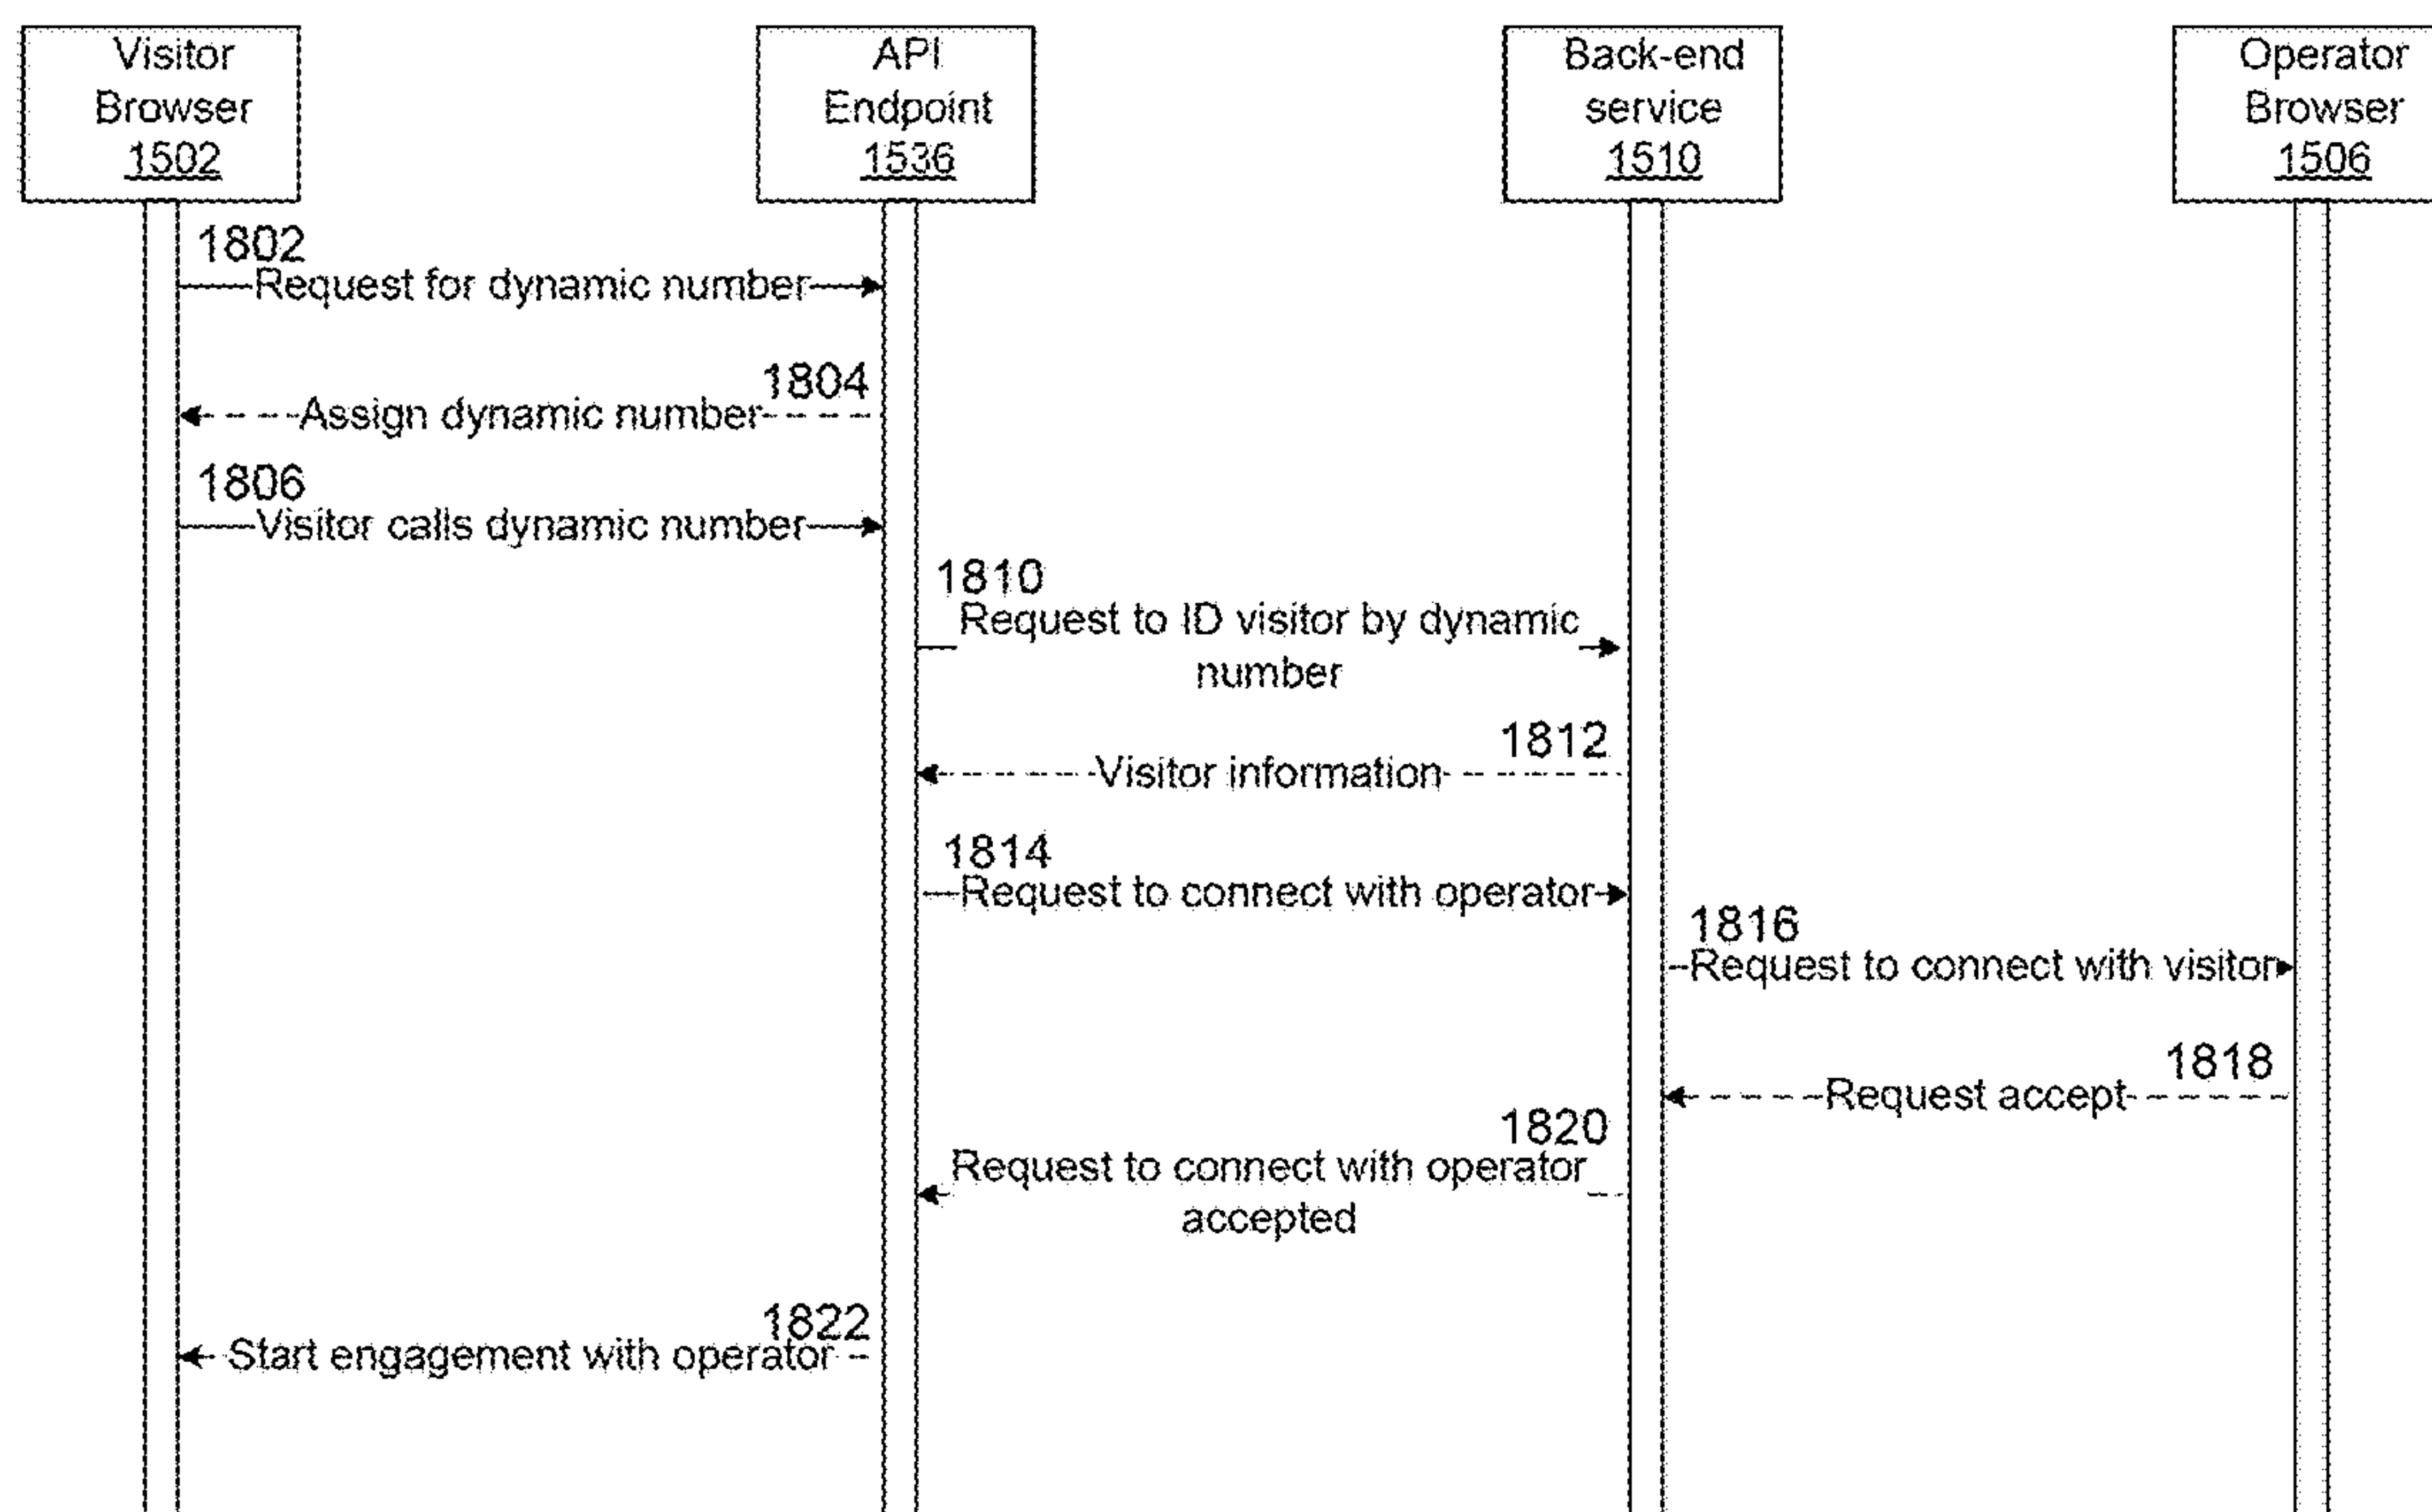 Visitor
Browser
1502
API
Endpoint
1536
Back-end
service
1510
Operator
Browser
1506
1802
Request for dynamic number
1804
Assign dynamic number
1806
Visitor calls dynamic number
1810
Request to ID visitor by dynamic
number
1812
Visitor information
1814
Request to connect with operator
1816
Request to connect with visitor
1818
Request accept
1820
Request to connect with operator
accepted
1822
Start engagement with operator